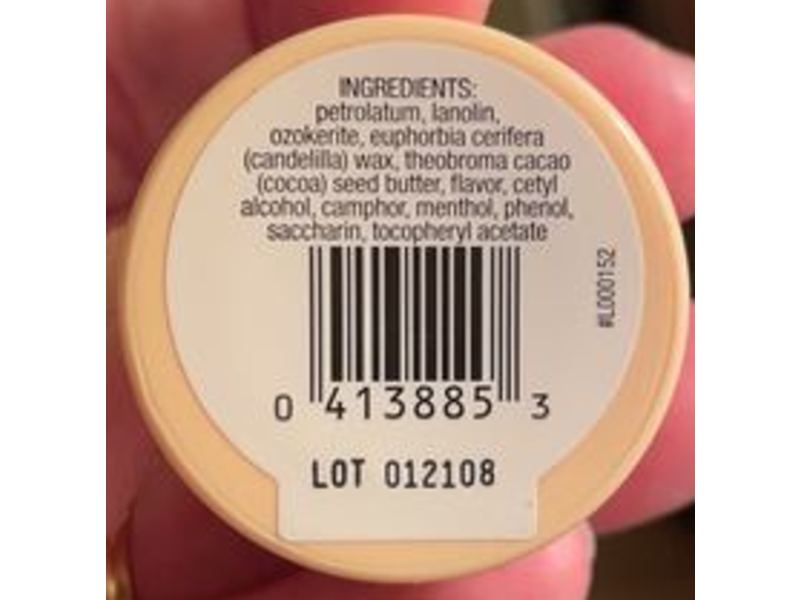 INGREDIENTS:
petrolatum, lanolin,
ozokerite, euphorbia cerifera
(candelilla) wax, theobroma cacao
(cocoa) seed butter, flavor, cetyl
alcohol, camphor, menthol, phenol,
saccharin, tocopheryl acetate
#L000152
0 413885 3
LOT 012108